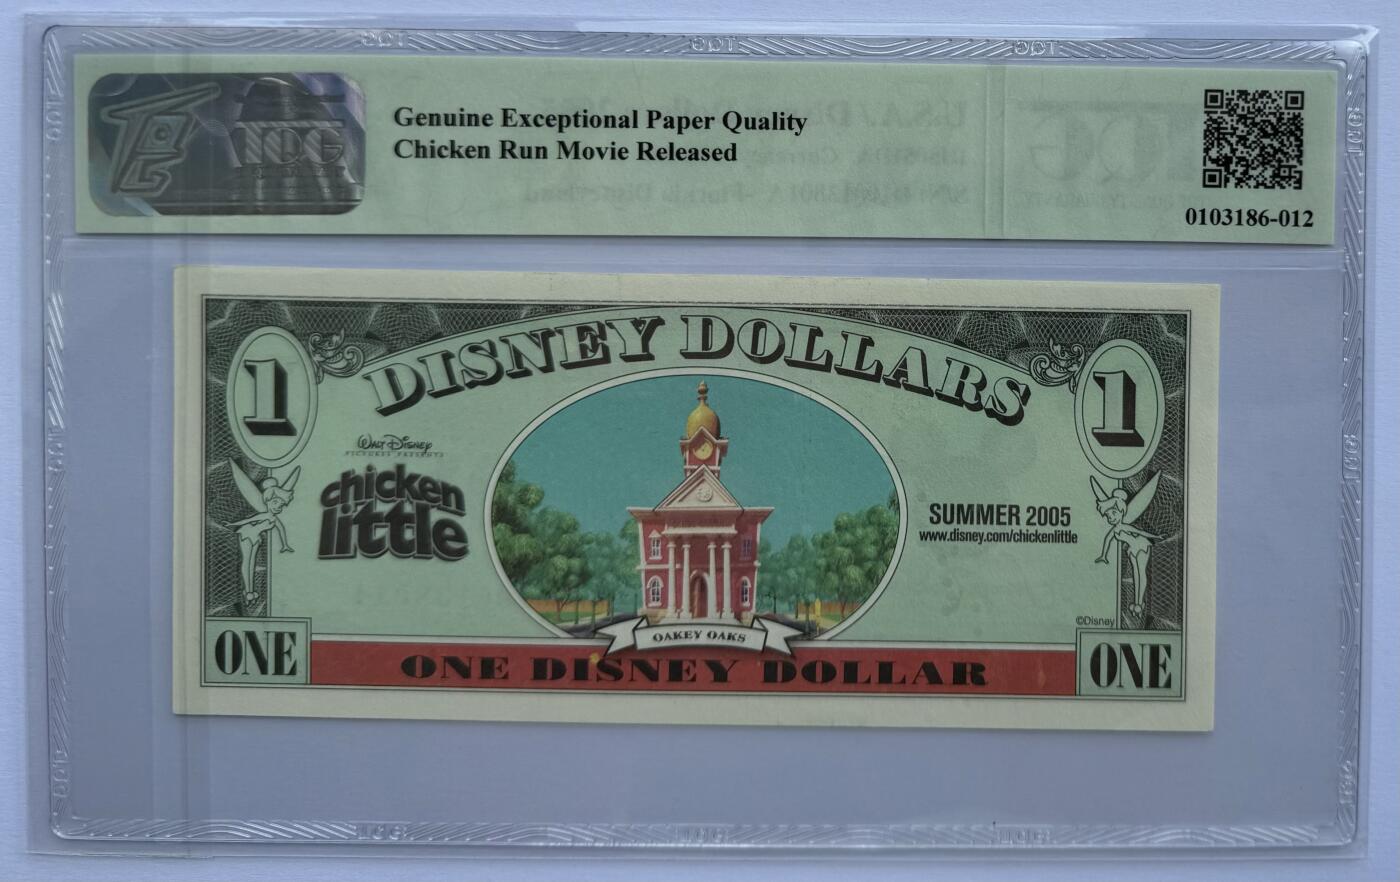 TQG
Genuine Exceptional Paper Quality
Chicken Run Movie Released
0103186-012
DISNEY DOLLARS
1
1
WALT DISNEY
PICTURES PRESENTS
chicken
little
SUMMER 2005
www.disney.com/chickenlittle
©Disney
OAKEY OAKS
ONE
ONE DISNEY DOLLAR
ONE